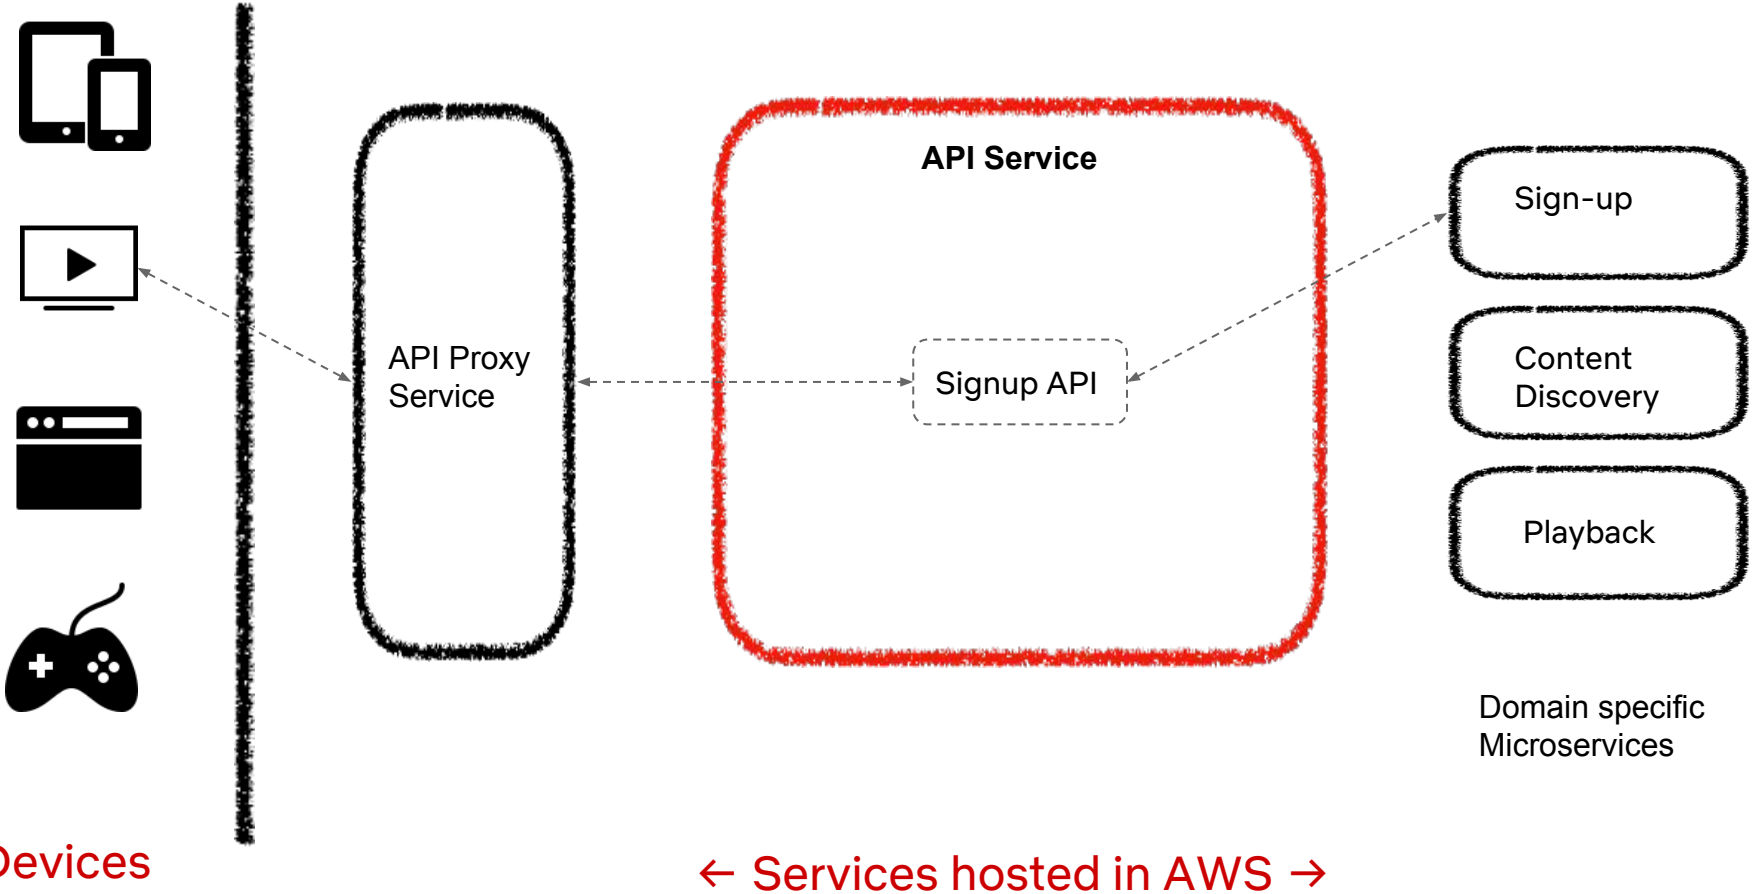 API Service
Sign-up
API Proxy
Service
Signup API
Content
Discovery
Playback
Domain specific
Microservices
Devices
← Services hosted in AWS →